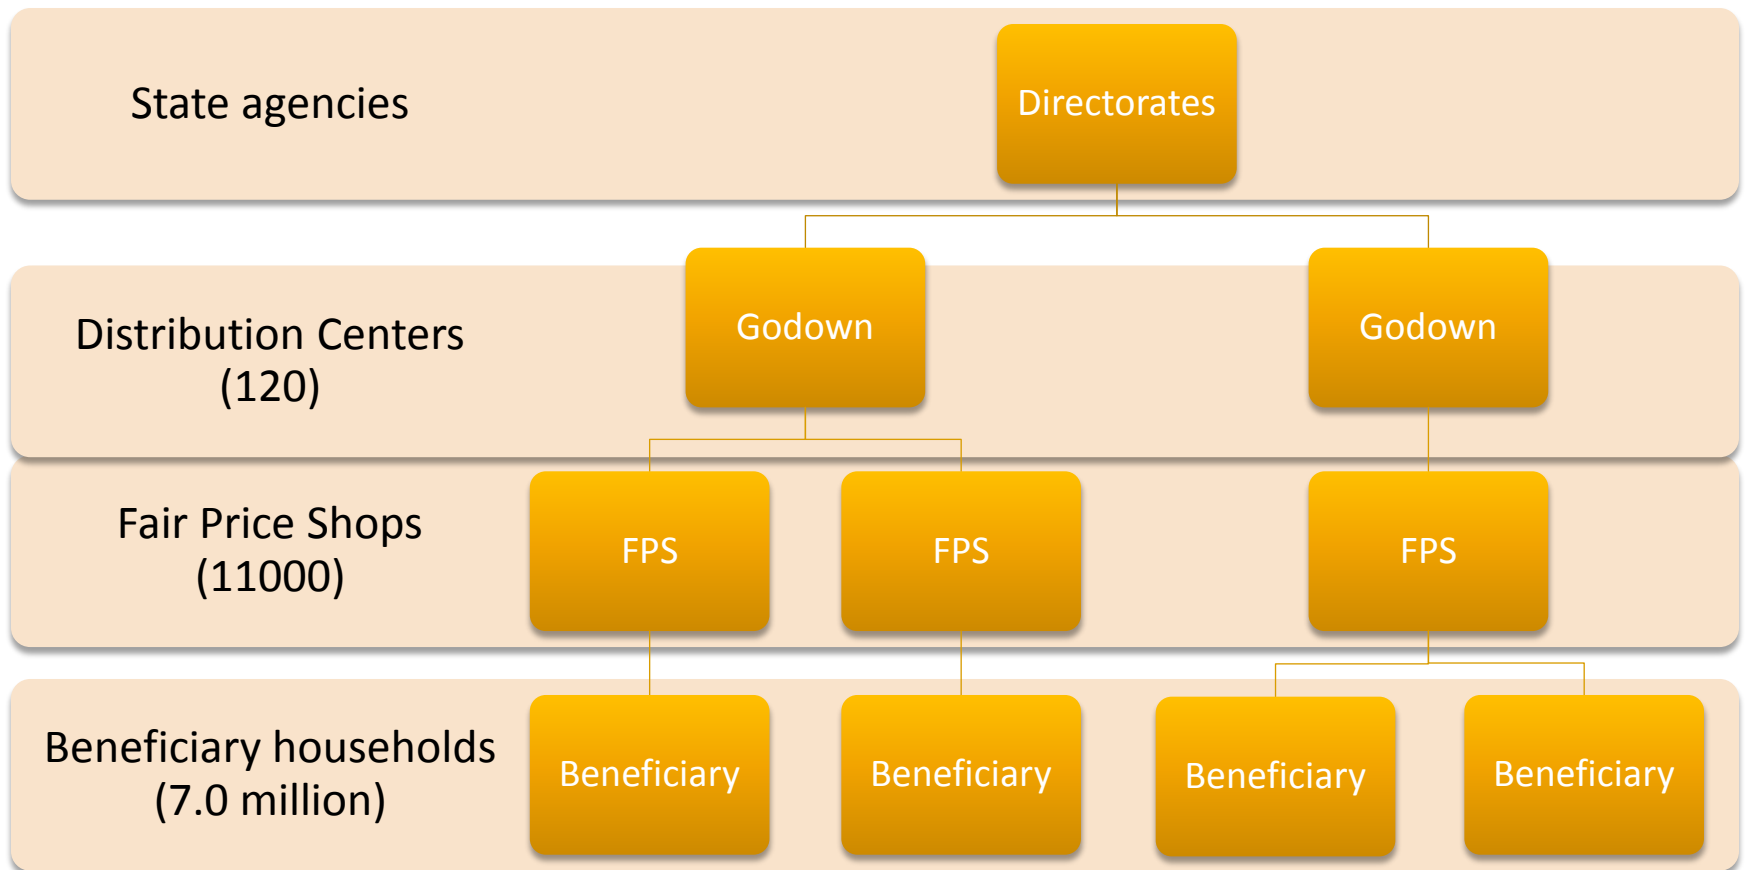 State agencies
Directorates
Distribution Centers
(120)
Godown
Godown
Fair Price Shops
(11000)
FPS
FPS
FPS
Beneficiary households
(7.0 million)
Beneficiary
Beneficiary
Beneficiary
Beneficiary